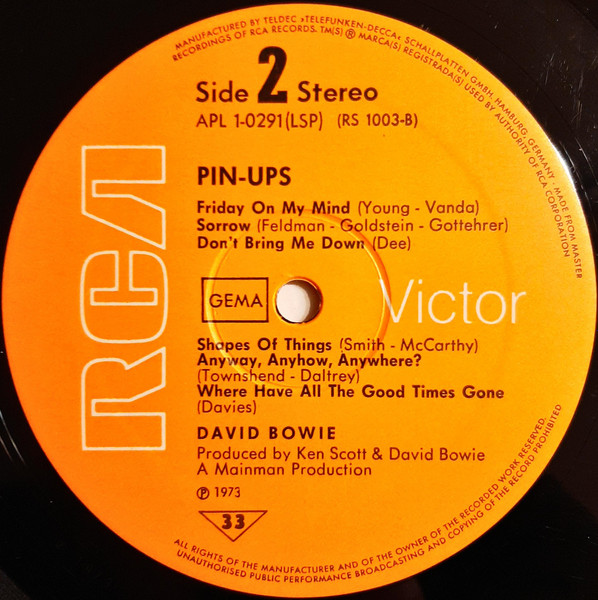 MANUFACTURED BY TELDEC »TELEFUNKEN-DECCA« SCHALLPLATTEN GMBH, HAMBURG, GERMANY · MADE FROM MASTER
RECORDINGS OF RCA RECORDS. TM(S) ® MARCA(S) REGISTRADA(S) USED BY AUTHORITY OF RCA CORPORATION
Side 2 Stereo
APL 1-0291(LSP) (RS 1003-B)
RCA
PIN-UPS
Friday On My Mind (Young - Vanda)
Sorrow (Feldman - Goldstein - Gottehrer)
Don't Bring Me Down (Dee)
GEMA
Victor
Shapes Of Things (Smith - McCarthy)
Anyway, Anyhow, Anywhere?
(Townshend - Daltrey)
Where Have All The Good Times Gone
(Davies)
DAVID BOWIE
Produced by Ken Scott & David Bowie
A Mainman Production
℗ 1973
33
ALL RIGHTS OF THE MANUFACTURER AND OF THE OWNER OF THE RECORDED WORK RESERVED.
UNAUTHORISED PUBLIC PERFORMANCE BROADCASTING AND COPYING OF THIS RECORD PROHIBITED